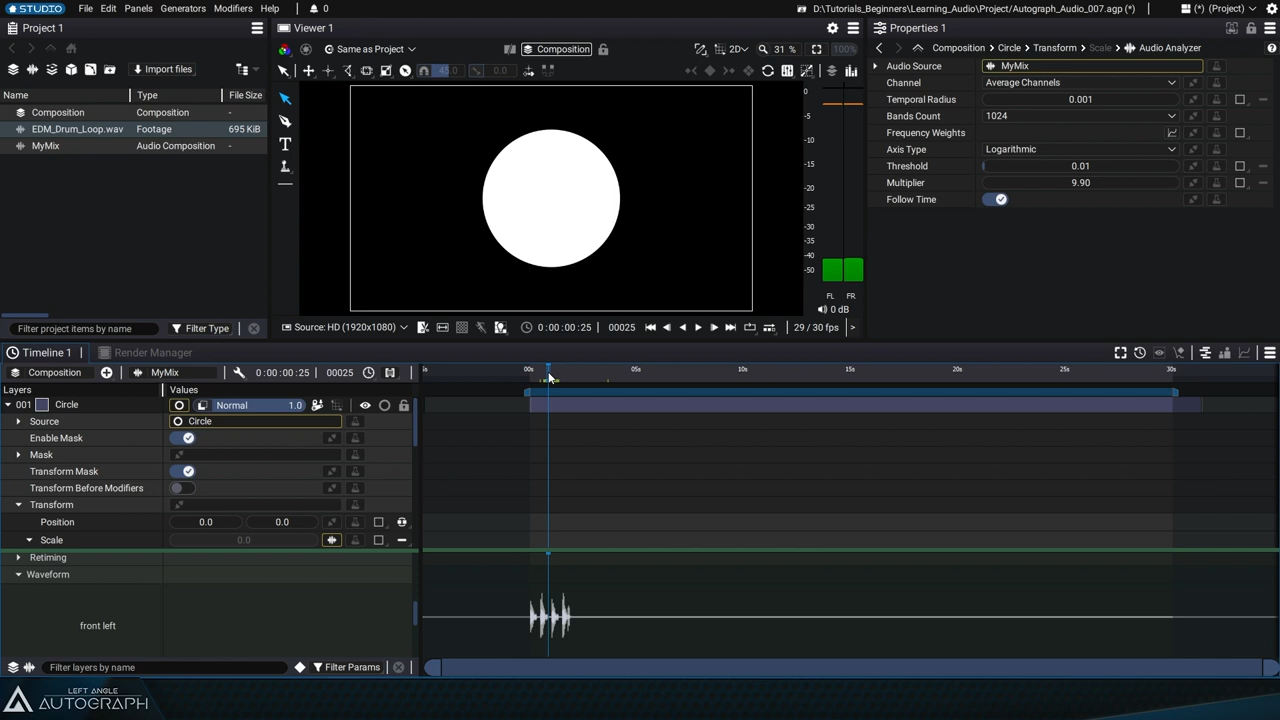 STUDIO File Edit Panels Generators Modifiers Help 0 D:\Tutorials_Beginners\Learning_Audio\Project/Autograph_Audio_007.agp (*) (*) (Project)
Project 1
Import files
Name Type File Size
Composition Composition -
EDM_Drum_Loop.wav Footage 695 KiB
MyMix Audio Composition -
Filter project items by name Filter Type
Viewer 1
Same as Project Composition 2D 31 % 100%
45.0 0.0
0
-5
-10
-15
-20
-25
-30
-35
-40
-50
FL FR
0 dB
Source: HD (1920x1080) 0:00:00:25 00025 29 / 30 fps >
Properties 1
Composition Circle Transform Scale Audio Analyzer
Audio Source MyMix
Channel Average Channels
Temporal Radius 0.001
Bands Count 1024
Frequency Weights
Axis Type Logarithmic
Threshold 0.01
Multiplier 9.90
Follow Time
Timeline 1 Render Manager
Composition MyMix 0:00:00:25 00025
00s 05s 10s 15s 20s 25s 30s
Layers Values
001 Circle Normal 1.0
Source Circle
Enable Mask
Mask
Transform Mask
Transform Before Modifiers
Transform
Position 0.0 0.0
Scale 0.0
Retiming
Waveform
front left
Filter layers by name Filter Params
LEFT ANGLE
AUTOGRAPH